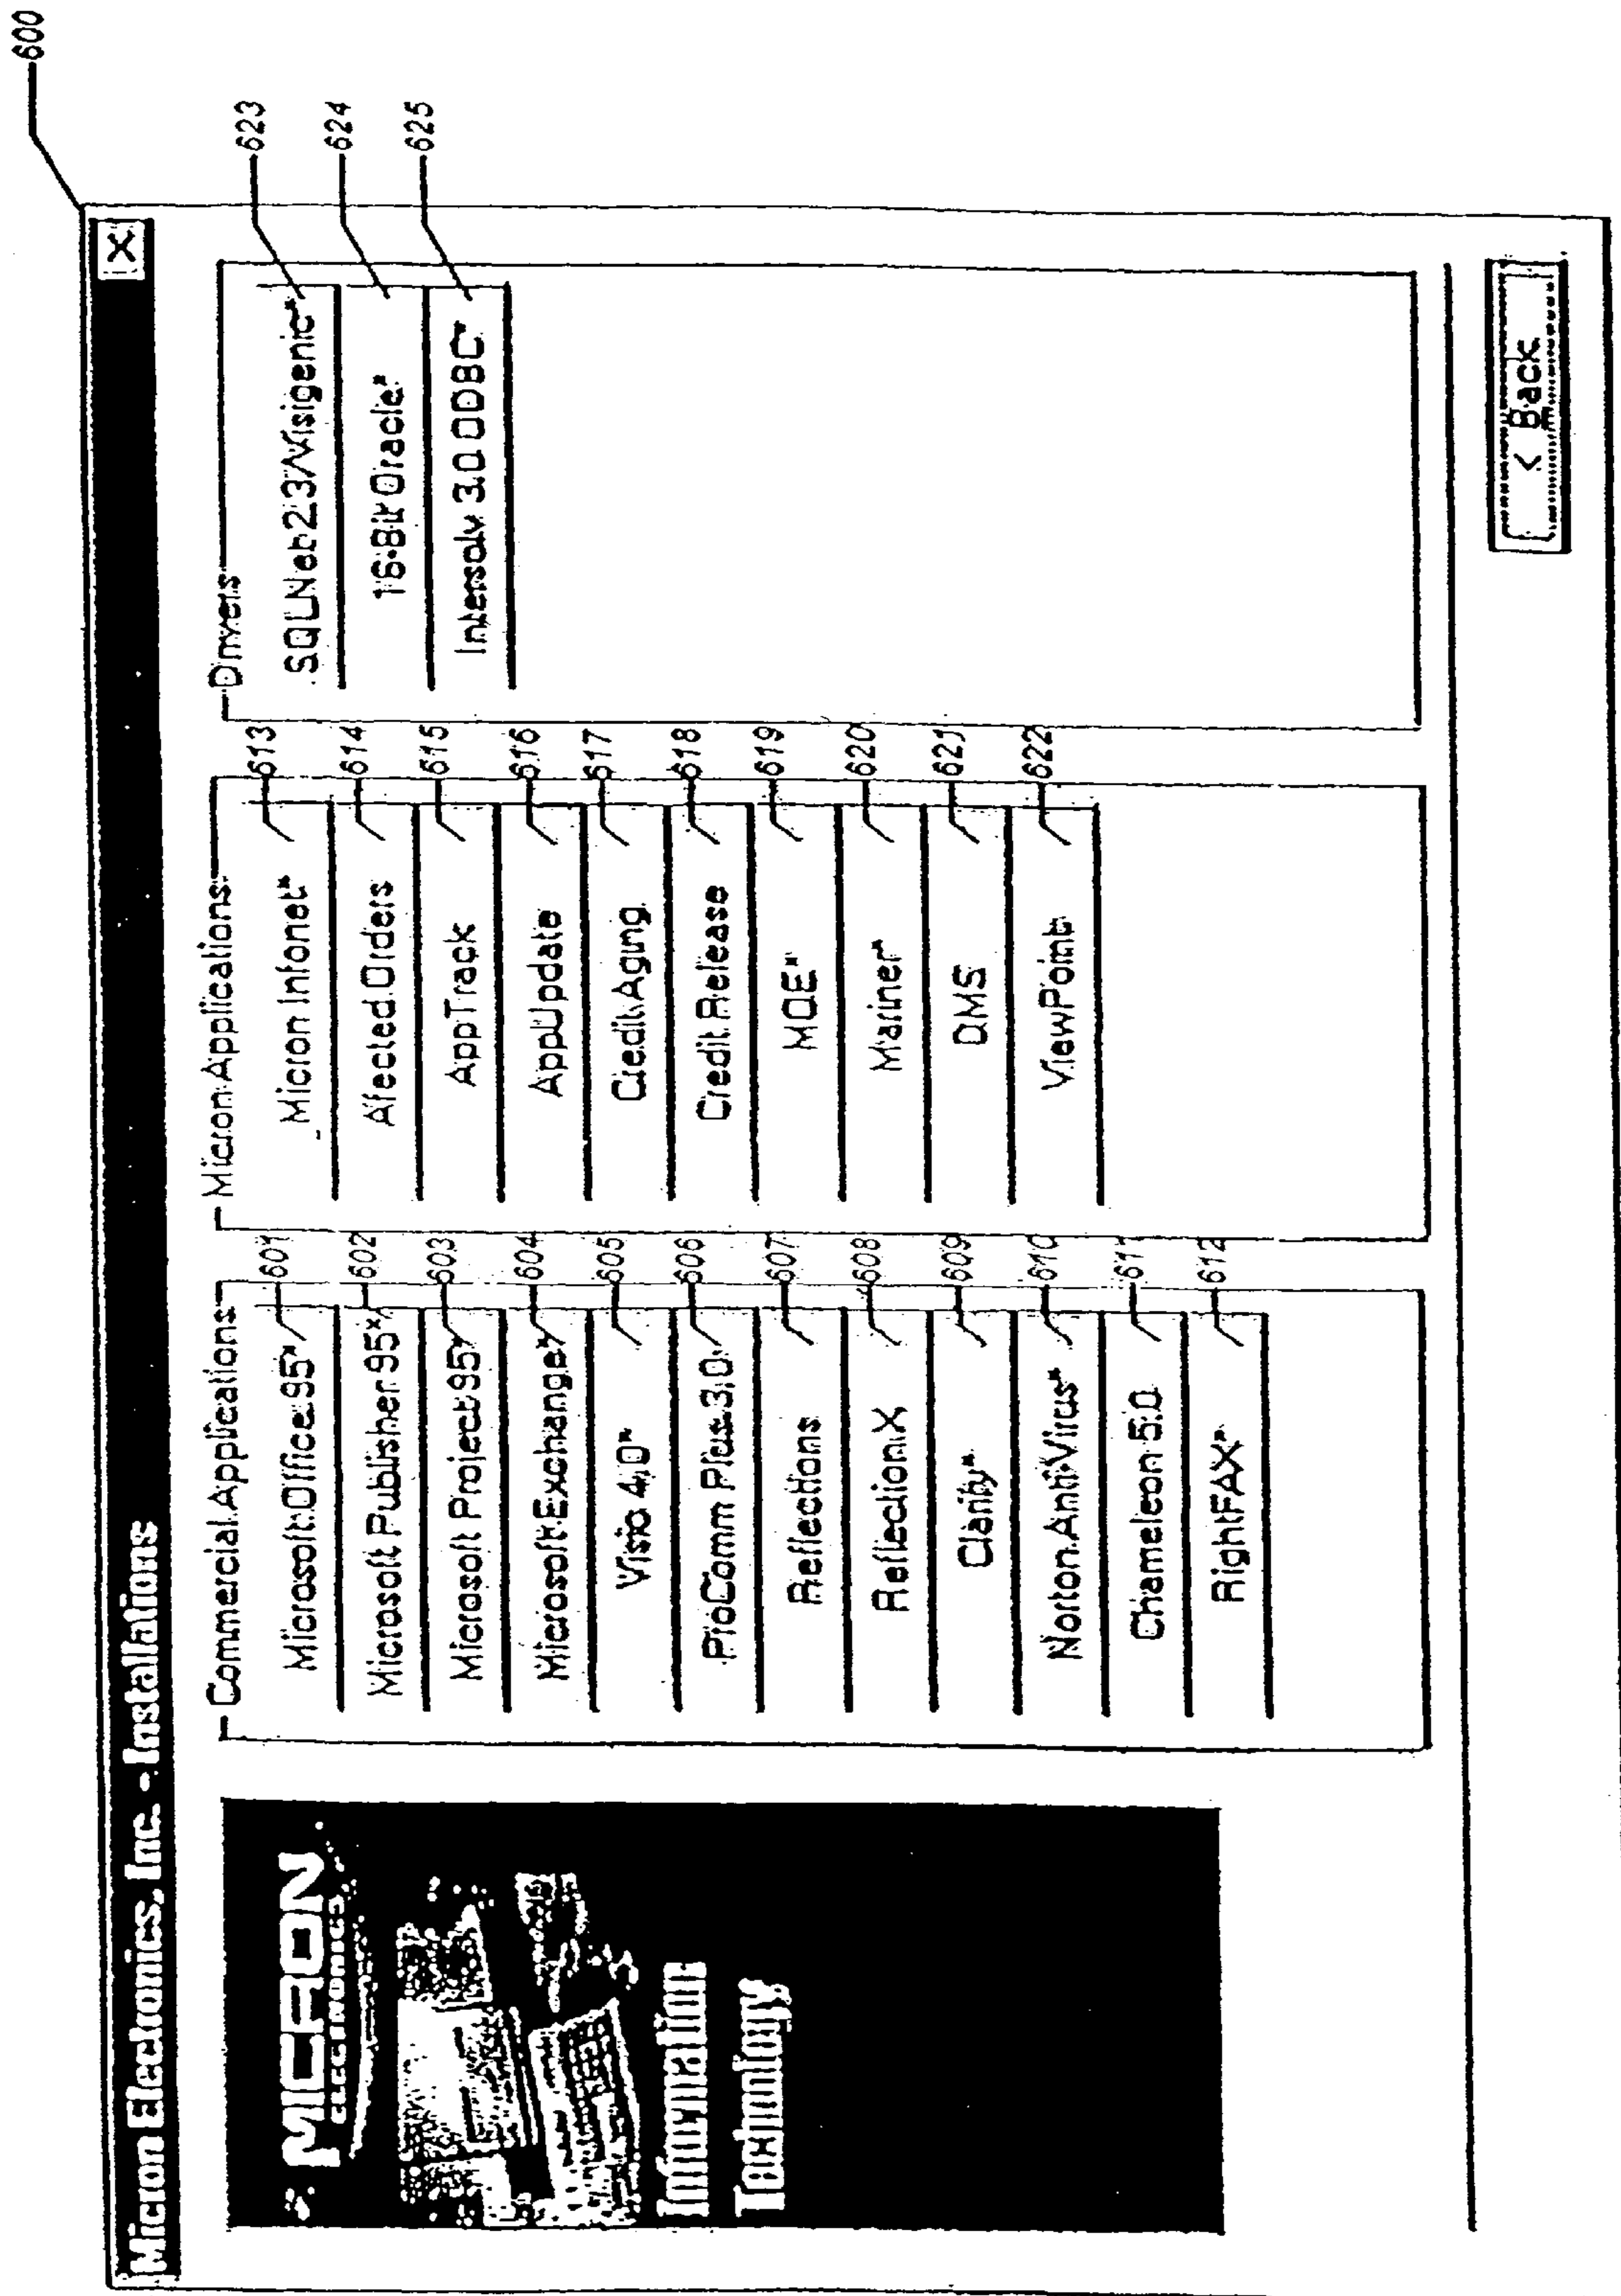 600
Micron Electronics, Inc. - Installations
X
MICRON
ELECTRONICS
Information
Technology
Commercial Applications
Microsoft Office 95* 601
Microsoft Publisher 95* 602
Microsoft Project 95* 603
Microsoft Exchange* 604
Visio 4.0* 605
ProComm Plus 3.0 606
Reflections 607
Reflection X 608
Clarify* 609
Norton AntiVirus* 610
Chameleon 5.0 611
RightFAX* 612
Micron Applications
Micron Infonet* 613
Afected Orders 614
AppTrack 615
AppUpdate 616
Credit Aging 617
Credit Release 618
MOE* 619
Mariner* 620
QMS 621
ViewPoint 622
Drivers
SQLNet 2.3/Visigenic* 623
16-Bit Oracle* 624
Intersolv 3.0 ODBC 625
< Back